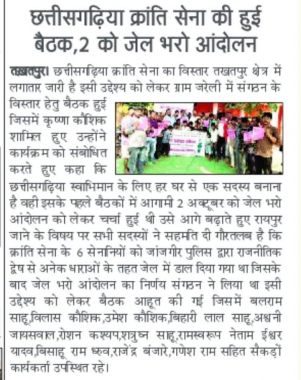 छत्तीसगढ़िया क्रांति सेना की हुई
बैठक,2 को जेल भरो आंदोलन
तखतपुर। छत्तीसगढ़िया क्रांति सेना का विस्तार तखतपुर क्षेत्र में
लगातार जारी है इसी उद्देश्य को लेकर ग्राम जरेली में संगठन के
विस्तार हेतु बैठक हुई
जिसमें कृष्णा कौशिक
शामिल हुए उन्होंने
कार्यक्रम को संबोधित
करते हुए कहा कि
छत्तीसगढ़िया स्वाभिमान के लिए हर घर से एक सदस्य बनाना
है वही इसके पहले बैठकों में आगामी 2 अक्टूबर को जेल भरो
आंदोलन को लेकर चर्चा हुई थी उसे आगे बढ़ाते हुए रायपुर
जाने के विषय पर सभी सदस्यों ने सहमति दी गौरतलब है कि
क्रांति सेना के 6 सेनानियों को जांजगीर पुलिस द्वारा राजनीतिक
द्वेष से अनेक धाराओं के तहत जेल में डाल दिया गया था जिसके
बाद जेल भरो आंदोलन का निर्णय संगठन ने लिया था इसी
उद्देश्य को लेकर बैठक आहूत की गई जिसमें बलराम
साहू,विलास कौशिक,उमेश कौशिक,बिहारी लाल साहू,अश्वनी
जायसवाल,रोशन कश्यप,शत्रुघ्न साहू,रामस्वरूप नेताम ईश्वर
यादव,बिसाहू राम ध्रुव,राजेंद्र बंजारे,गणेश राम सहित सैकड़ों
कार्यकर्ता उपस्थित रहे।